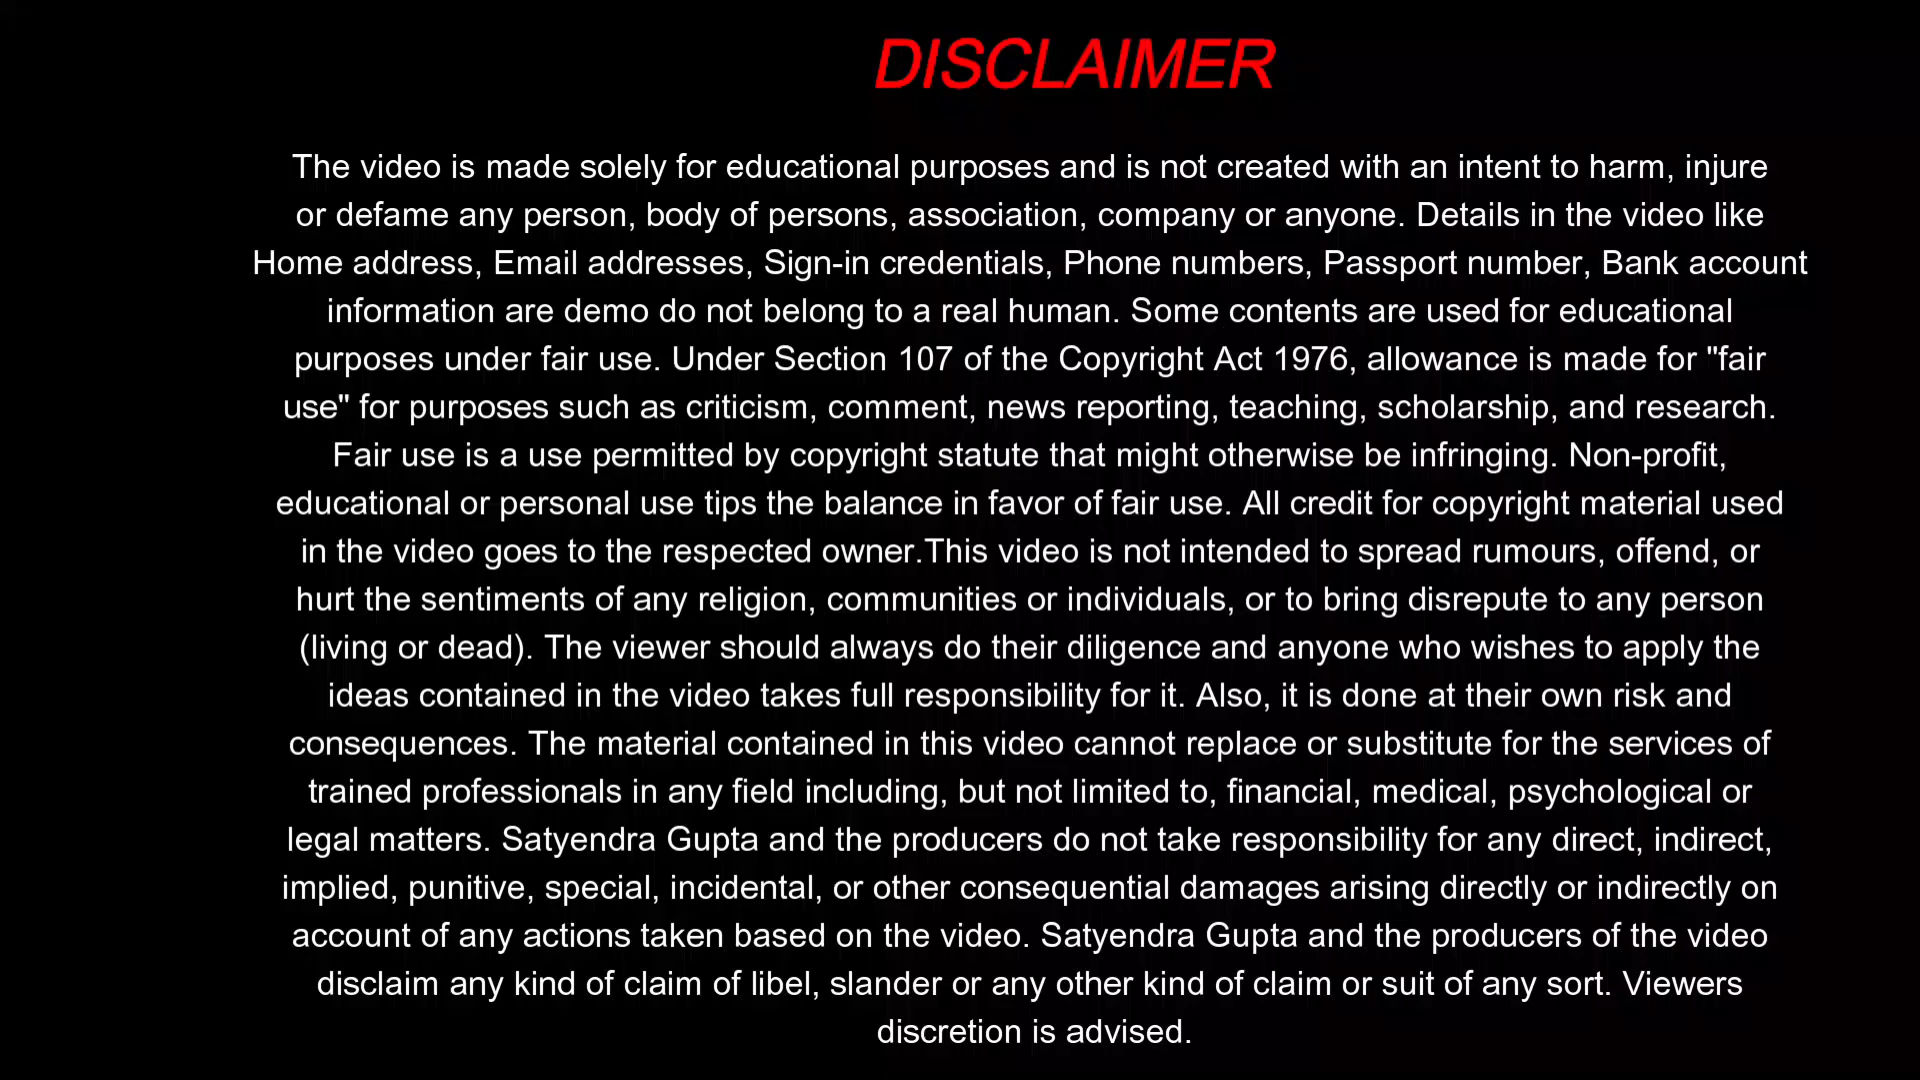 DISCLAIMER
The video is made solely for educational purposes and is not created with an intent to harm, injure
or defame any person, body of persons, association, company or anyone. Details in the video like
Home address, Email addresses, Sign-in credentials, Phone numbers, Passport number, Bank account
information are demo do not belong to a real human. Some contents are used for educational
purposes under fair use. Under Section 107 of the Copyright Act 1976, allowance is made for "fair
use" for purposes such as criticism, comment, news reporting, teaching, scholarship, and research.
Fair use is a use permitted by copyright statute that might otherwise be infringing. Non-profit,
educational or personal use tips the balance in favor of fair use. All credit for copyright material used
in the video goes to the respected owner.This video is not intended to spread rumours, offend, or
hurt the sentiments of any religion, communities or individuals, or to bring disrepute to any person
(living or dead). The viewer should always do their diligence and anyone who wishes to apply the
ideas contained in the video takes full responsibility for it. Also, it is done at their own risk and
consequences. The material contained in this video cannot replace or substitute for the services of
trained professionals in any field including, but not limited to, financial, medical, psychological or
legal matters. Satyendra Gupta and the producers do not take responsibility for any direct, indirect,
implied, punitive, special, incidental, or other consequential damages arising directly or indirectly on
account of any actions taken based on the video. Satyendra Gupta and the producers of the video
disclaim any kind of claim of libel, slander or any other kind of claim or suit of any sort. Viewers
discretion is advised.